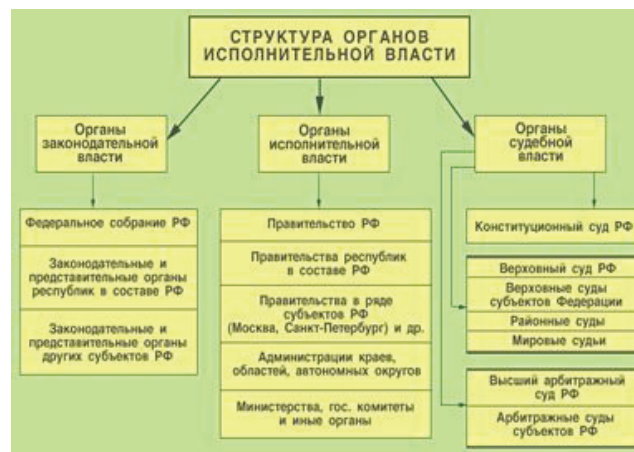 СТРУКТУРА ОРГАНОВ
ИСПОЛНИТЕЛЬНОЙ ВЛАСТИ
Органы
законодательной
власти
Федеральное собрание РФ
Законодательные и
представительные органы
республик в составе РФ
Законодательные и
представительные органы
других субъектов РФ
Органы
исполнительной
власти
Правительство РФ
Правительства республик
в составе РФ
Правительства в ряде
субъектов РФ
(Москва, Санкт-Петербург) и др.
Администрации краев,
областей, автономных округов
Министерства, гос. комитеты
и иные органы
Органы
судебной
власти
Конституционный суд РФ
Верховный суд РФ
Верховные суды
субъектов Федерации
Районные суды
Мировые судьи
Высший арбитражный
суд РФ
Арбитражные суды
субъектов РФ